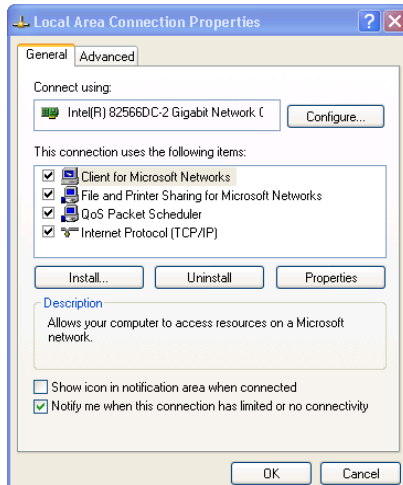 Local Area Connection Properties
General
Advanced
Connect using:
Intel(R) 82566DC-2 Gigabit Network C
Configure...
This connection uses the following items:
Client for Microsoft Networks
File and Printer Sharing for Microsoft Networks
QoS Packet Scheduler
Internet Protocol (TCP/IP)
Install...
Uninstall
Properties
Description
Allows your computer to access resources on a Microsoft
network.
Show icon in notification area when connected
Notify me when this connection has limited or no connectivity
OK
Cancel